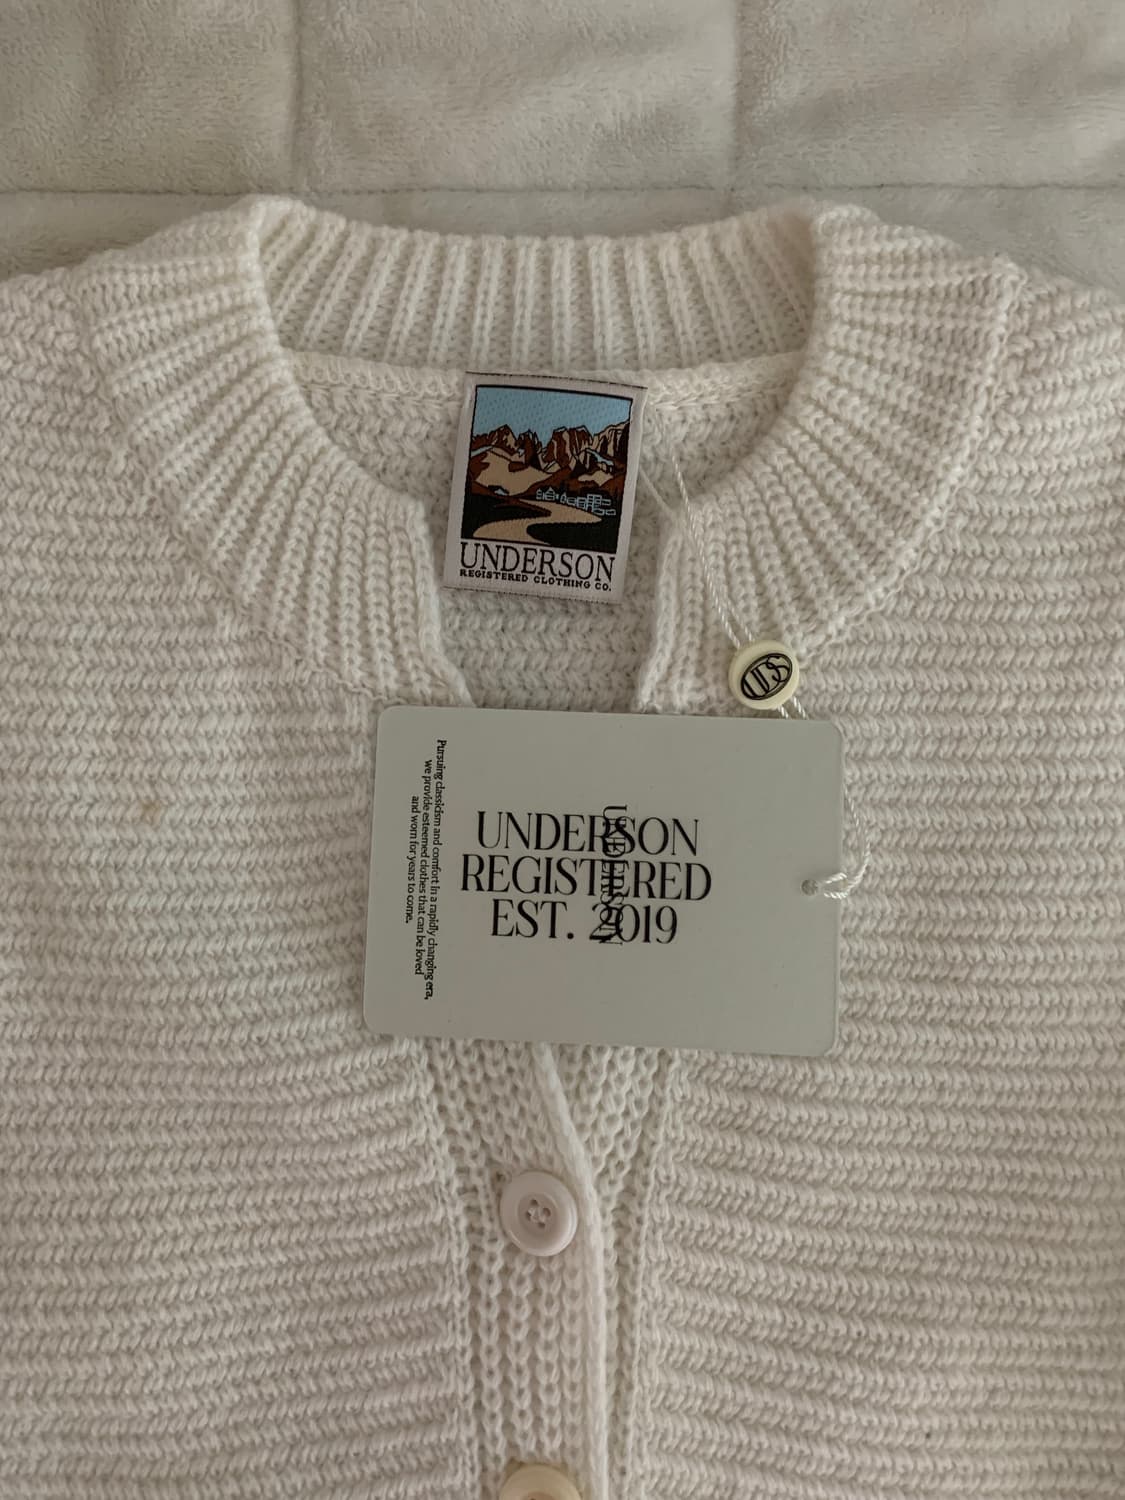 UNDERSON
REGISTERED CLOTHING CO.
UDS
Pursuing classicism and comfort in a rapidly changing era,
we provide esteemed clothes that can be loved
and worn for years to come.
UNDERSON
REGISTERED
EST. 2019
UNDERSON